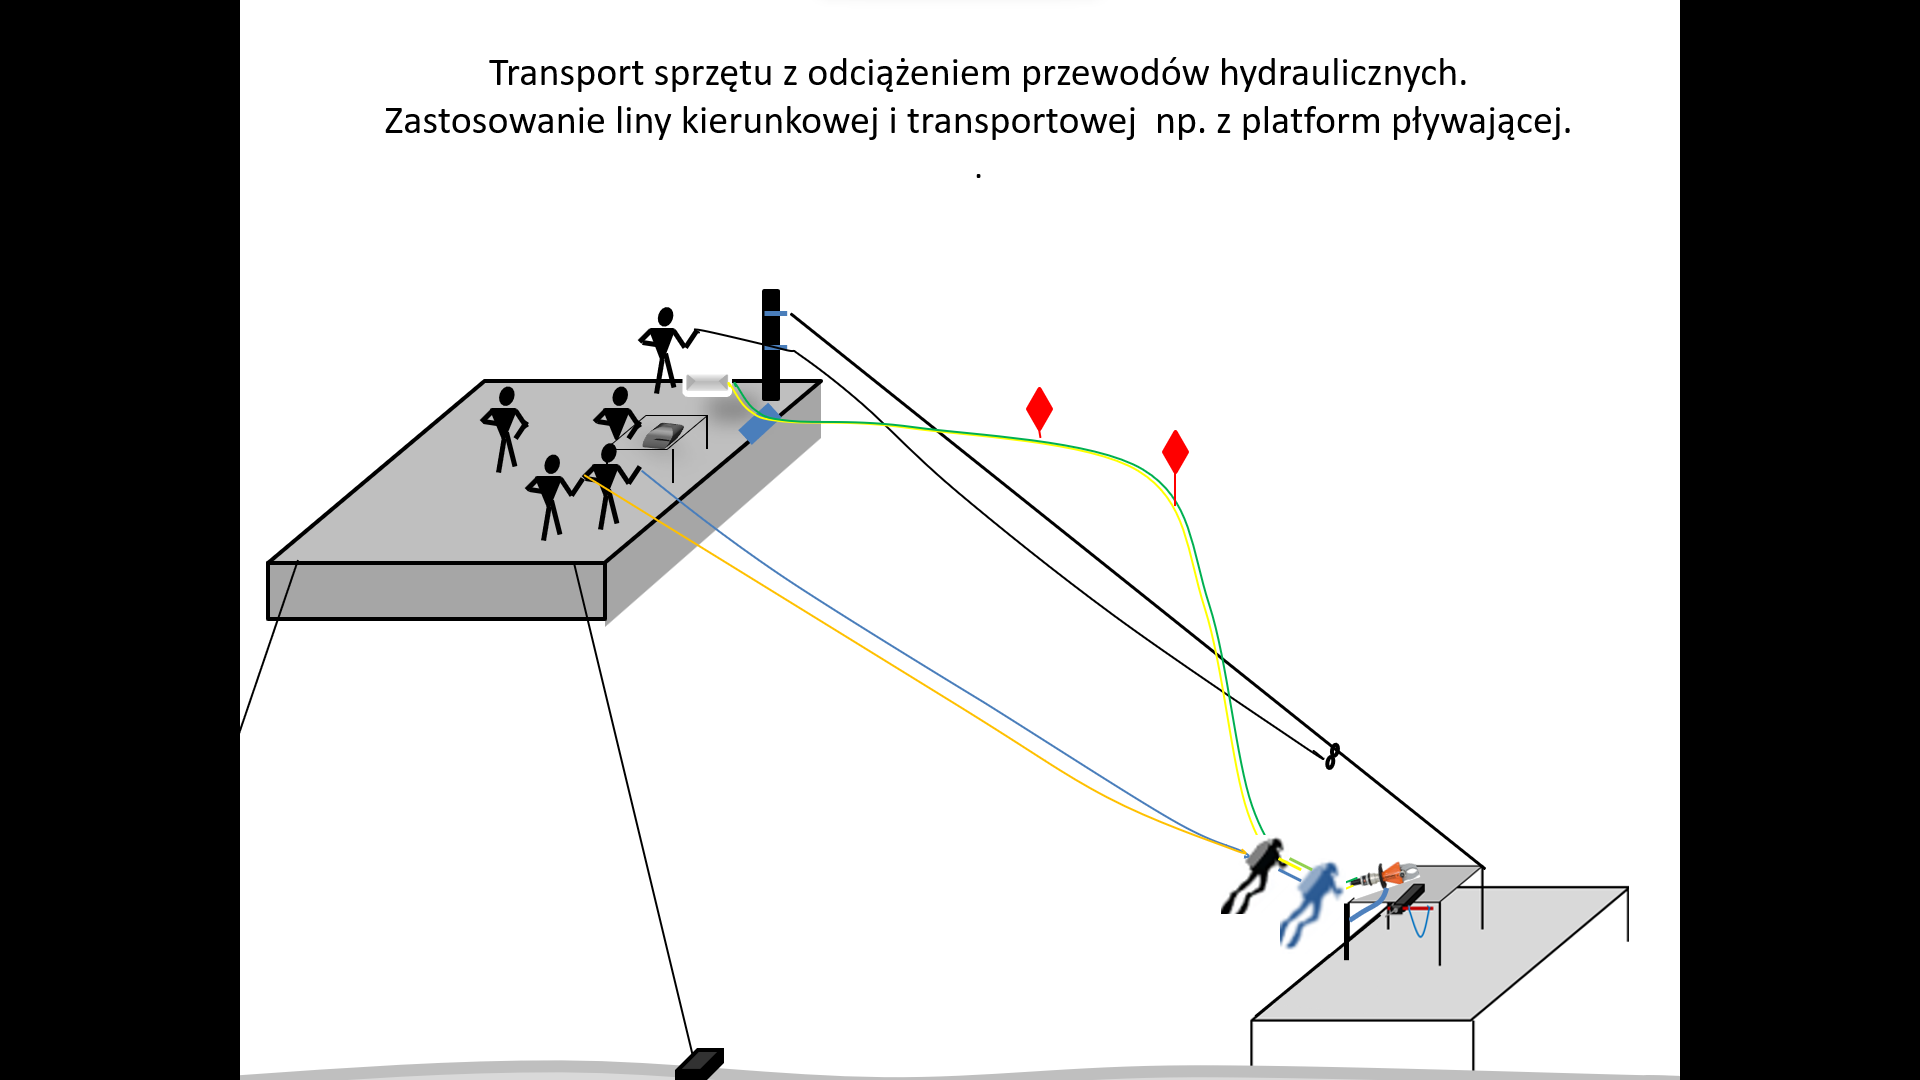 Transport sprzętu z odciążeniem przewodów hydraulicznych.
Zastosowanie liny kierunkowej i transportowej  np. z platform pływającej.
.